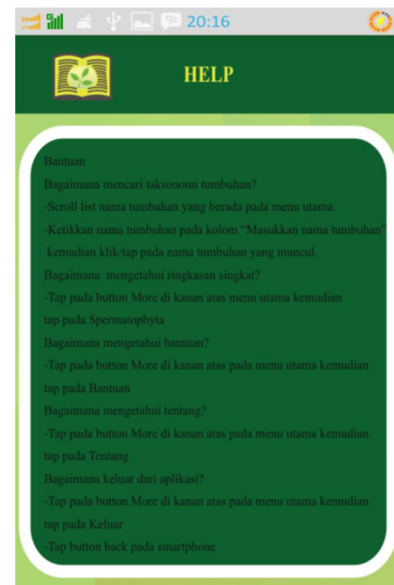 20:16
HELP
Bantuan
Bagaimana mencari taksonomi tumbuhan?
-Scroll list nama tumbuhan yang berada pada menu utama.
-Ketikkan nama tumbuhan pada kolom “Masukkan nama tumbuhan”
kemudian klik/tap pada nama tumbuhan yang muncul.
Bagaimana mengetahui ringkasan singkat?
-Tap pada button More di kanan atas menu utama kemudian
tap pada Spermatophyta
Bagaimana mengetahui bantuan?
-Tap pada button More di kanan atas pada menu utama kemudian
tap pada Bantuan
Bagaimana mengetahui tentang?
-Tap pada button More di kanan atas pada menu utama kemudian
tap pada Tentang
Bagaimana keluar dari aplikasi?
-Tap pada button More di kanan atas pada menu utama kemudian
tap pada Keluar
-Tap button back pada smartphone